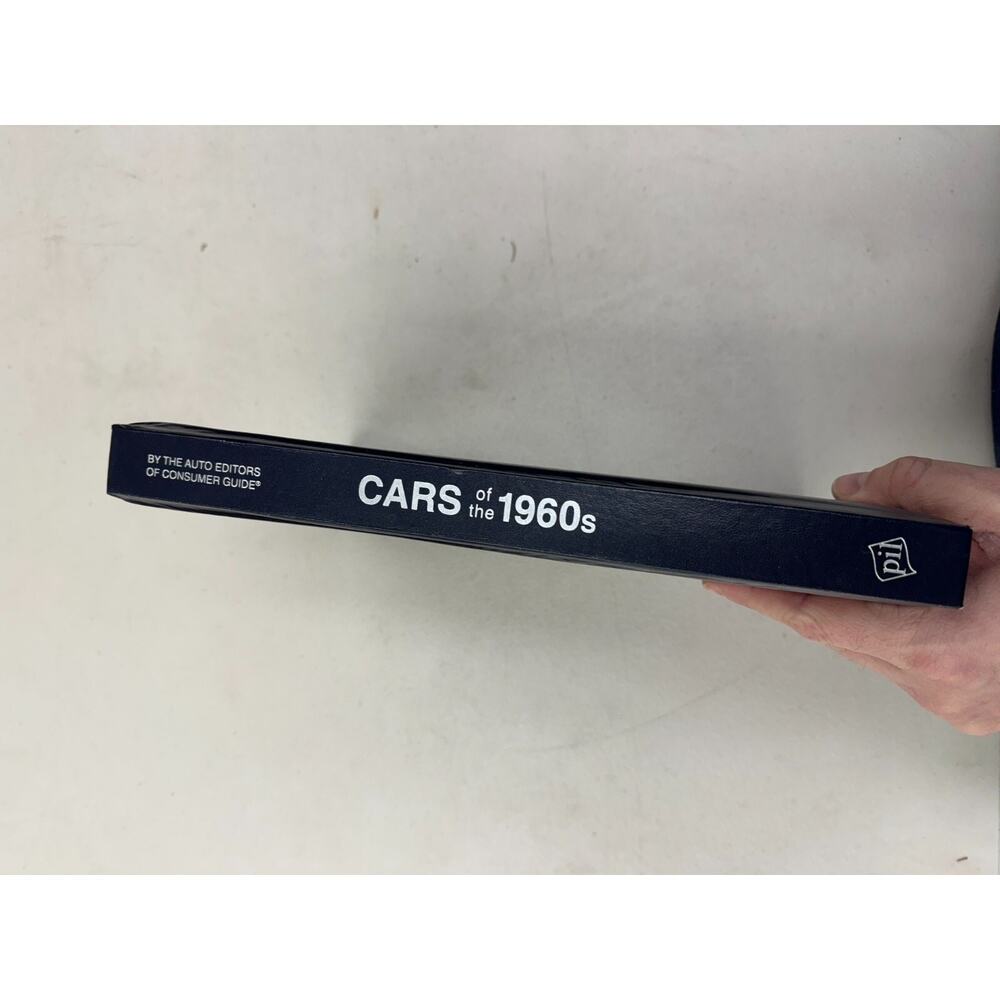 BY THE AUTO EDITORS
OF CONSUMER GUIDE®
CARS of the 1960s
pil